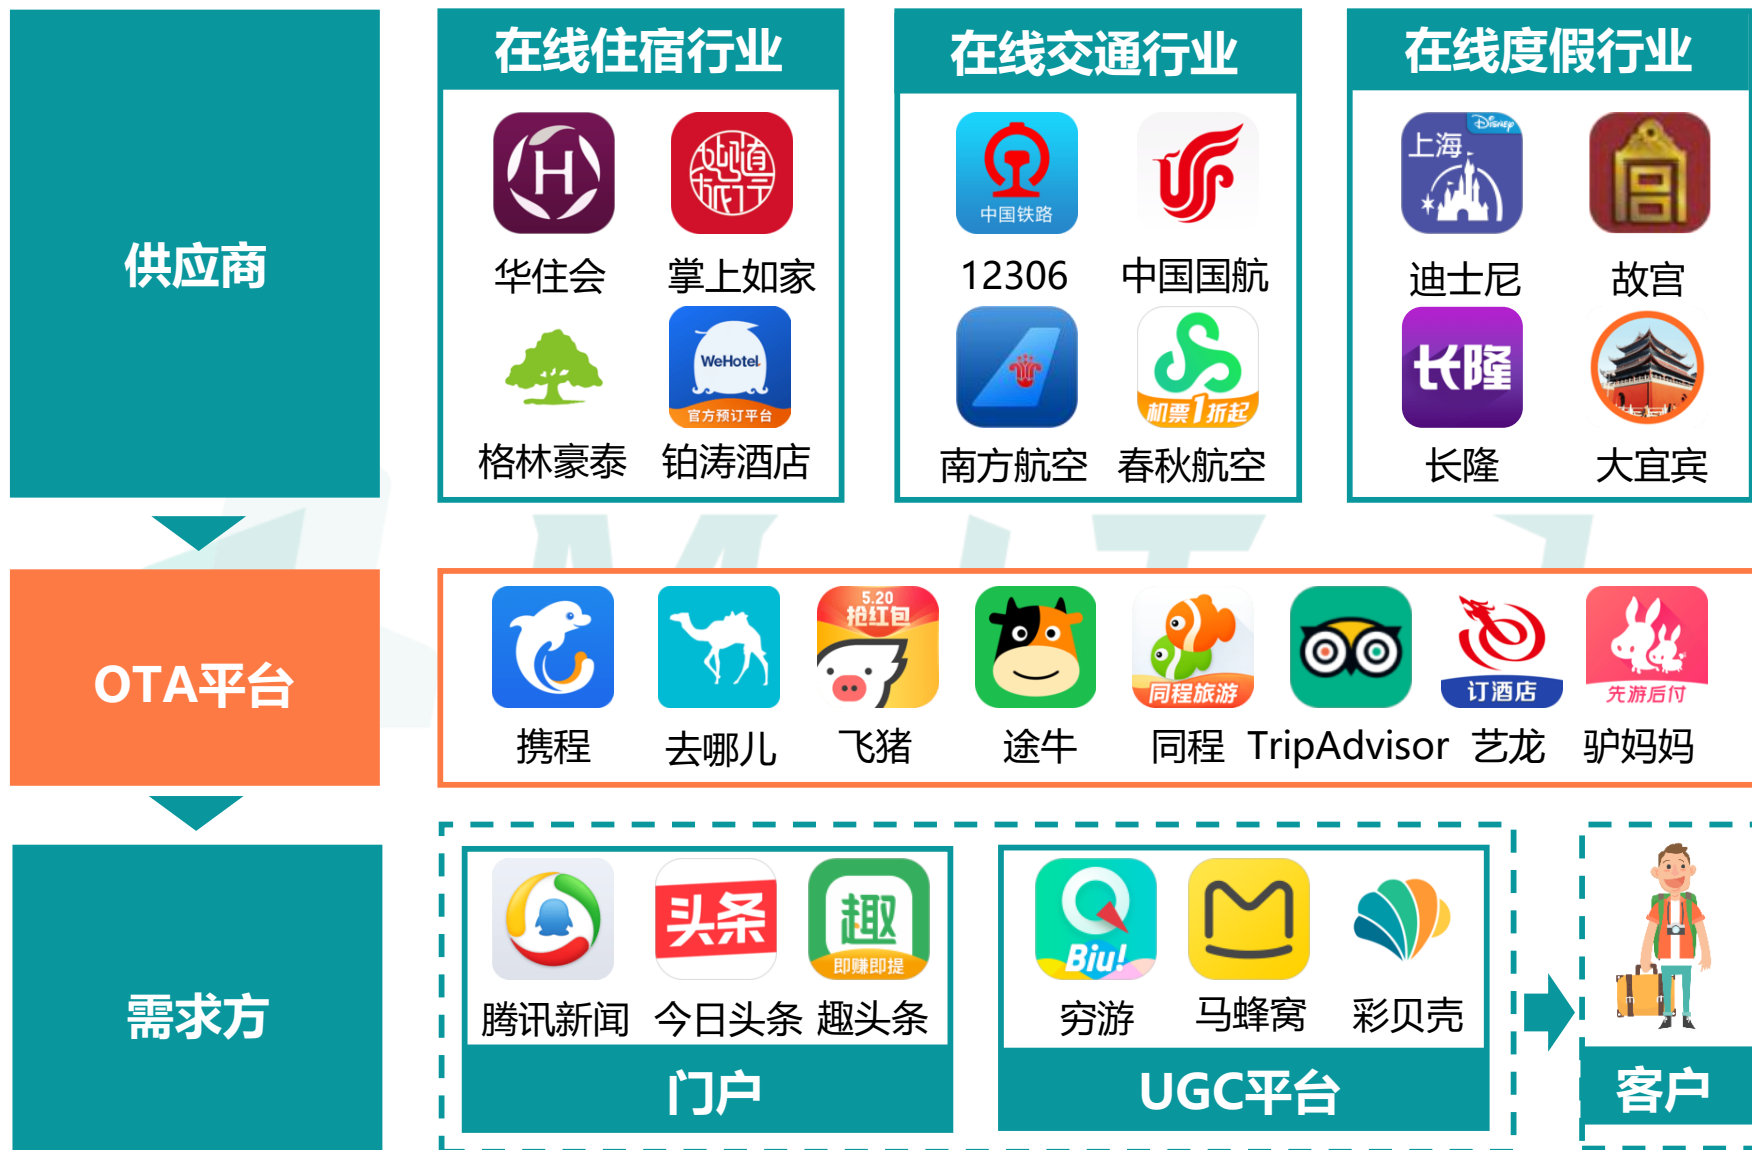 供应商
在线住宿行业
H
华住会
掌上如家
WeHotel
官方预订平台
格林豪泰
铂涛酒店
在线交通行业
中国铁路
12306
中国国航
南方航空
机票1折起
春秋航空
在线度假行业
Disney
上海
迪士尼
故宫
长隆
长隆
大宜宾
OTA平台
携程
去哪儿
5.20
抢红包
飞猪
途牛
同程旅游
同程
TripAdvisor
订酒店
艺龙
先游后付
驴妈妈
需求方
腾讯新闻
头条
今日头条
趣
即赚即提
趣头条
门户
Biu!
穷游
马蜂窝
彩贝壳
UGC平台
客户